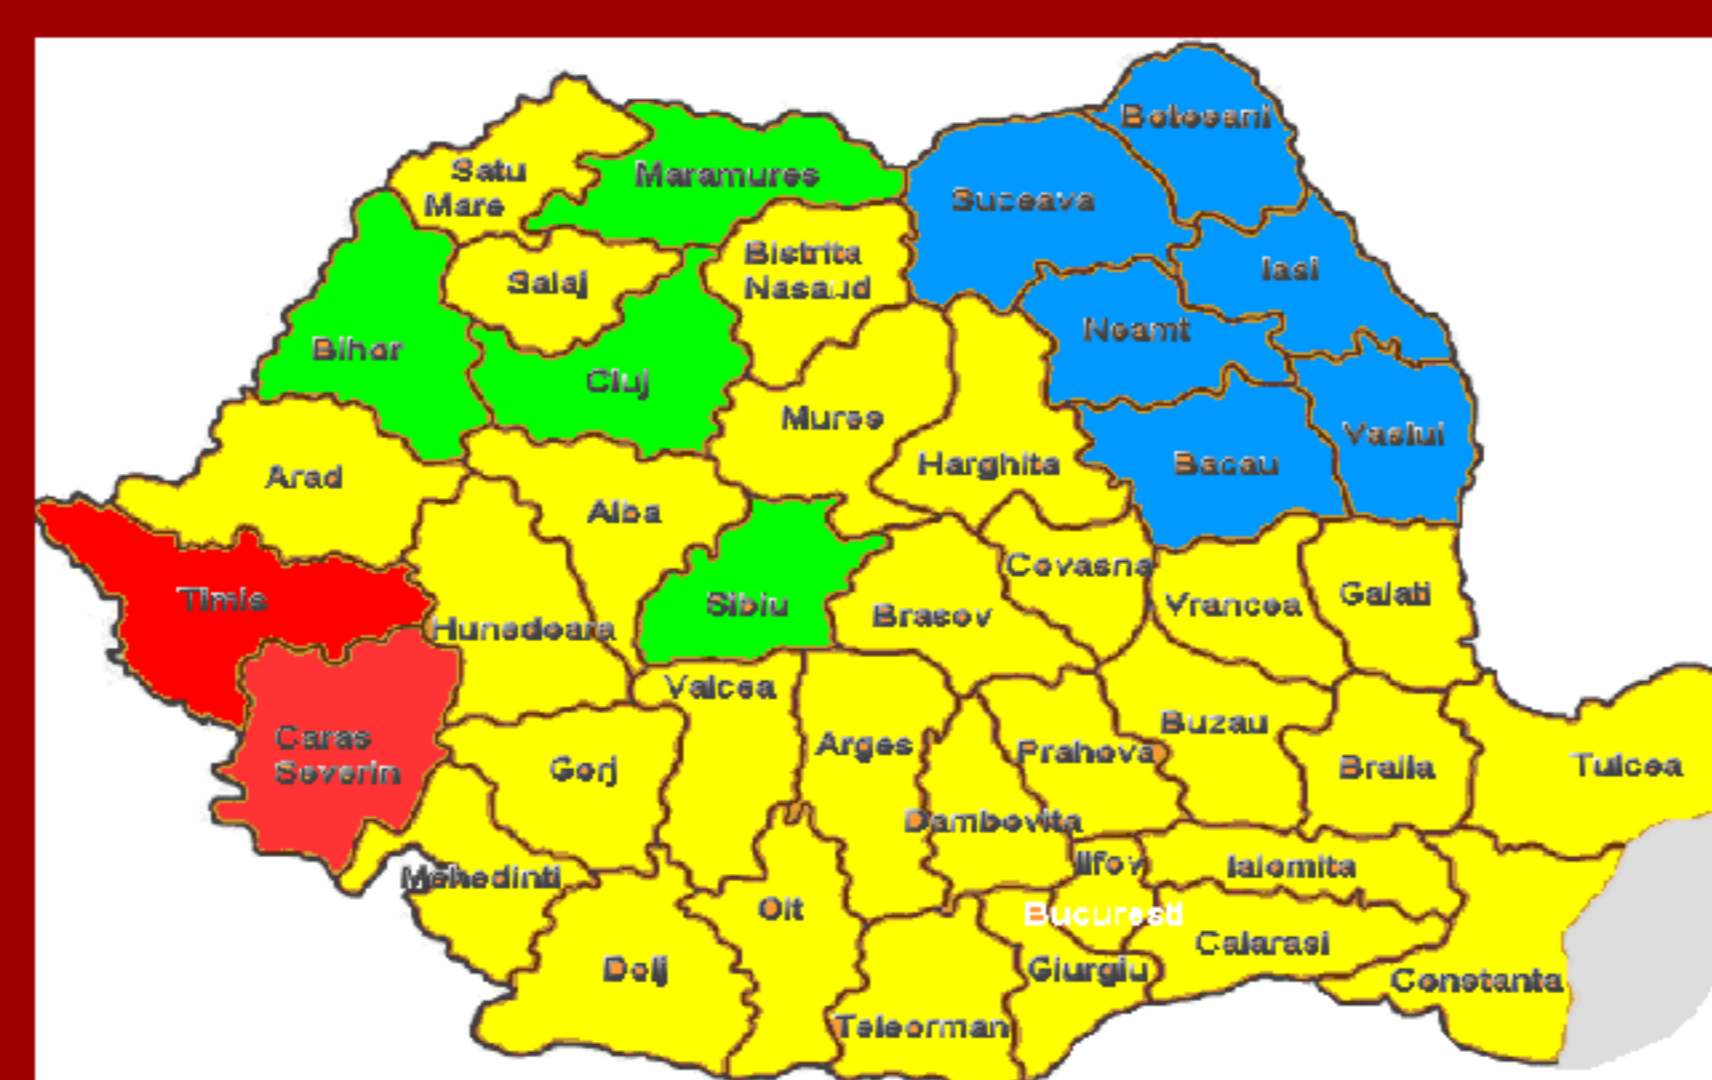 Botosani
Satu
Mare
Maramures
Suceava
Bistrita
Nasaud
Salaj
Iasi
Neamt
Bihor
Cluj
Mures
Vaslui
Harghita
Bacau
Arad
Alba
Covasna
Timis
Sibiu
Brasov
Vrancea
Galati
Hunedoara
Valcea
Caras
Severin
Gorj
Arges
Prahova
Buzau
Braila
Tulcea
Dambovita
Mehedinti
Ilfov
Ialomita
Olt
Bucuresti
Calarasi
Dolj
Giurgiu
Constanta
Teleorman